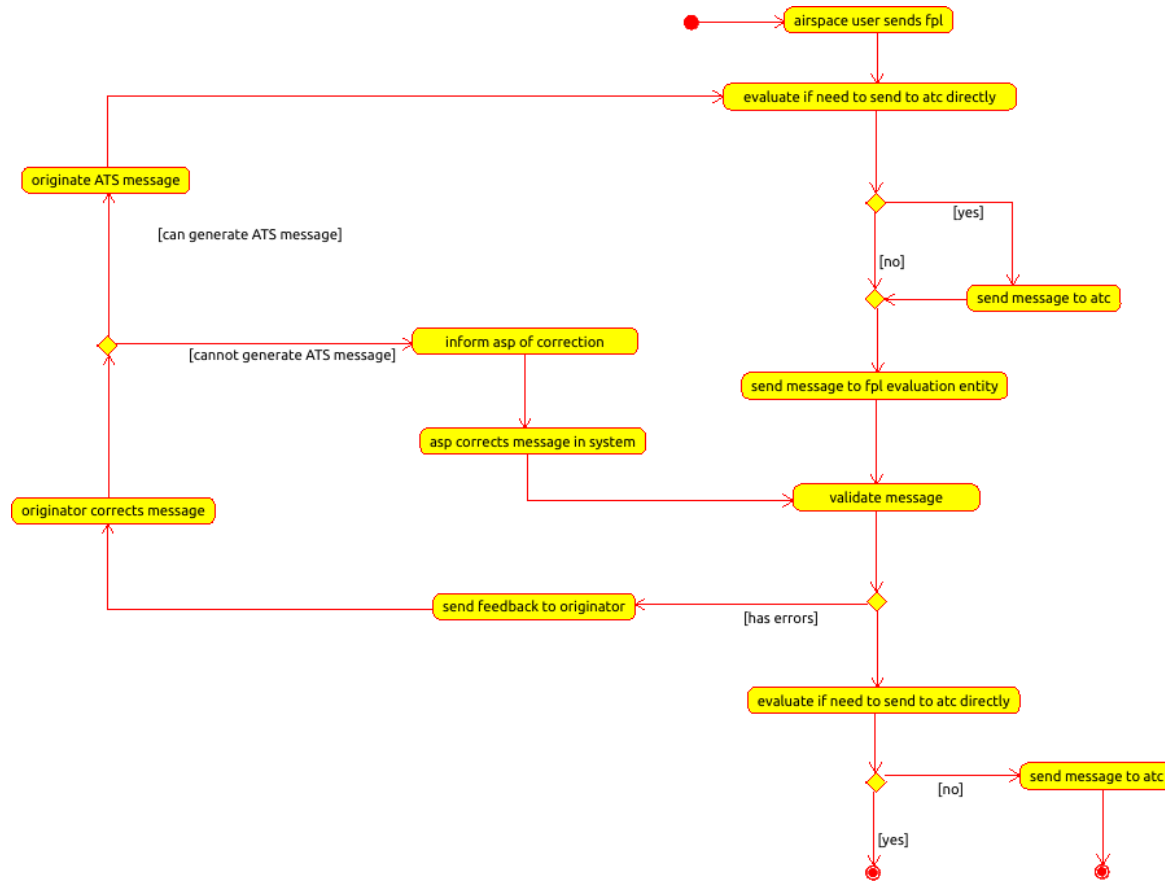 airspace user sends fpl
evaluate if need to send to atc directly
originate ATS message
[yes]
[can generate ATS message]
[no]
send message to atc
inform asp of correction
[cannot generate ATS message]
send message to fpl evaluation entity
asp corrects message in system
validate message
originator corrects message
send feedback to originator
[has errors]
evaluate if need to send to atc directly
send message to atc
[no]
[yes]